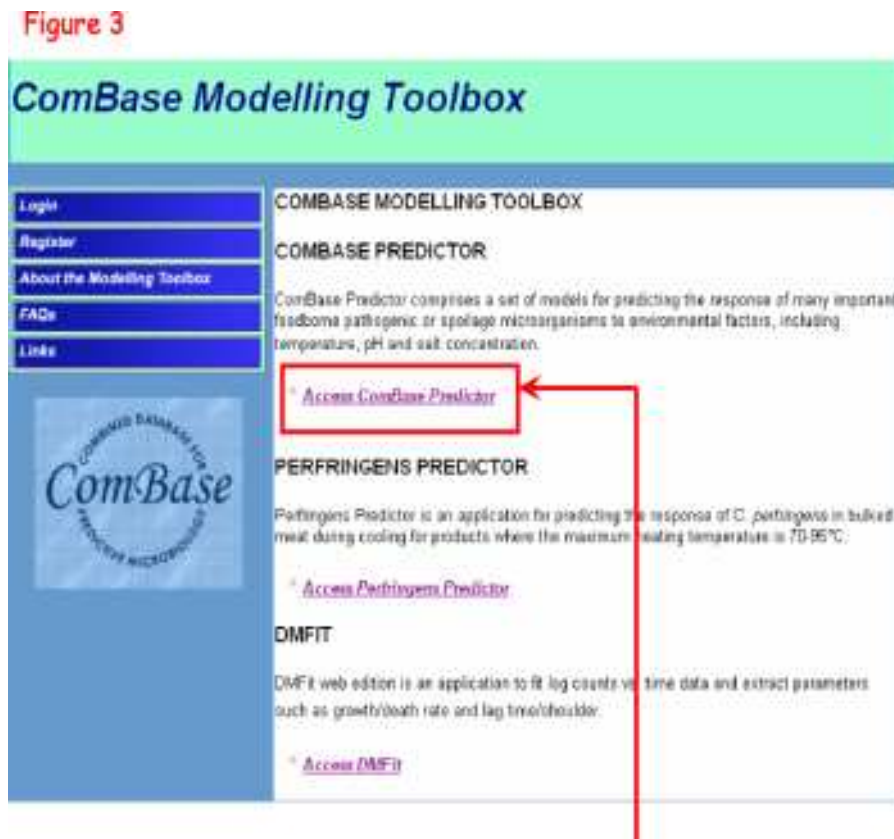 Figure 3
ComBase Modelling Toolbox
Login
Register
About the Modelling Toolbox
FAQs
Links
COMBINED DATABASE FOR
ComBase
PREDICTIVE MICROBIOLOGY
COMBASE MODELLING TOOLBOX
COMBASE PREDICTOR
ComBase Predictor comprises a set of models for predicting the response of many important
foodborne pathogenic or spoilage microorganisms to environmental factors, including
temperature, pH and salt concentration.
Access ComBase Predictor
PERFRINGENS PREDICTOR
Perfringens Predictor is an application for predicting the response of C. perfringens in bulked
meat during cooling for products where the maximum heating temperature is 70-95°C.
Access Perfringens Predictor
DMFIT
DMFit web edition is an application to fit log counts vs. time data and extract parameters
such as growth/death rate and lag time/shoulder.
Access DMFit